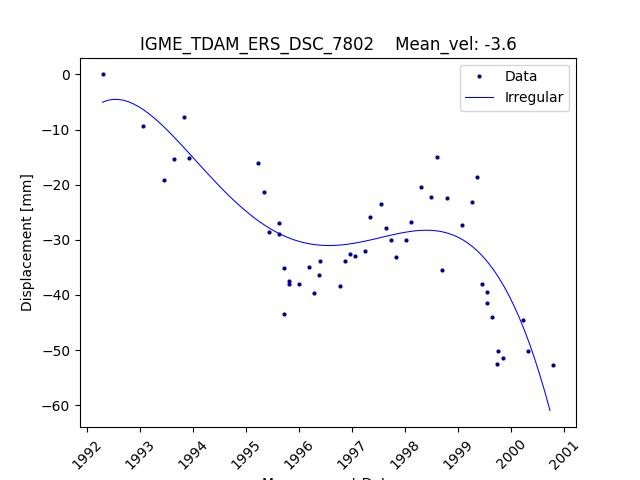 IGME_TDAM_ERS_DSC_7802    Mean_vel: -3.6
Displacement [mm]
0
−10
−20
−30
−40
−50
−60
Data
Irregular
1992 1993 1994 1995 1996 1997 1998 1999 2000 2001